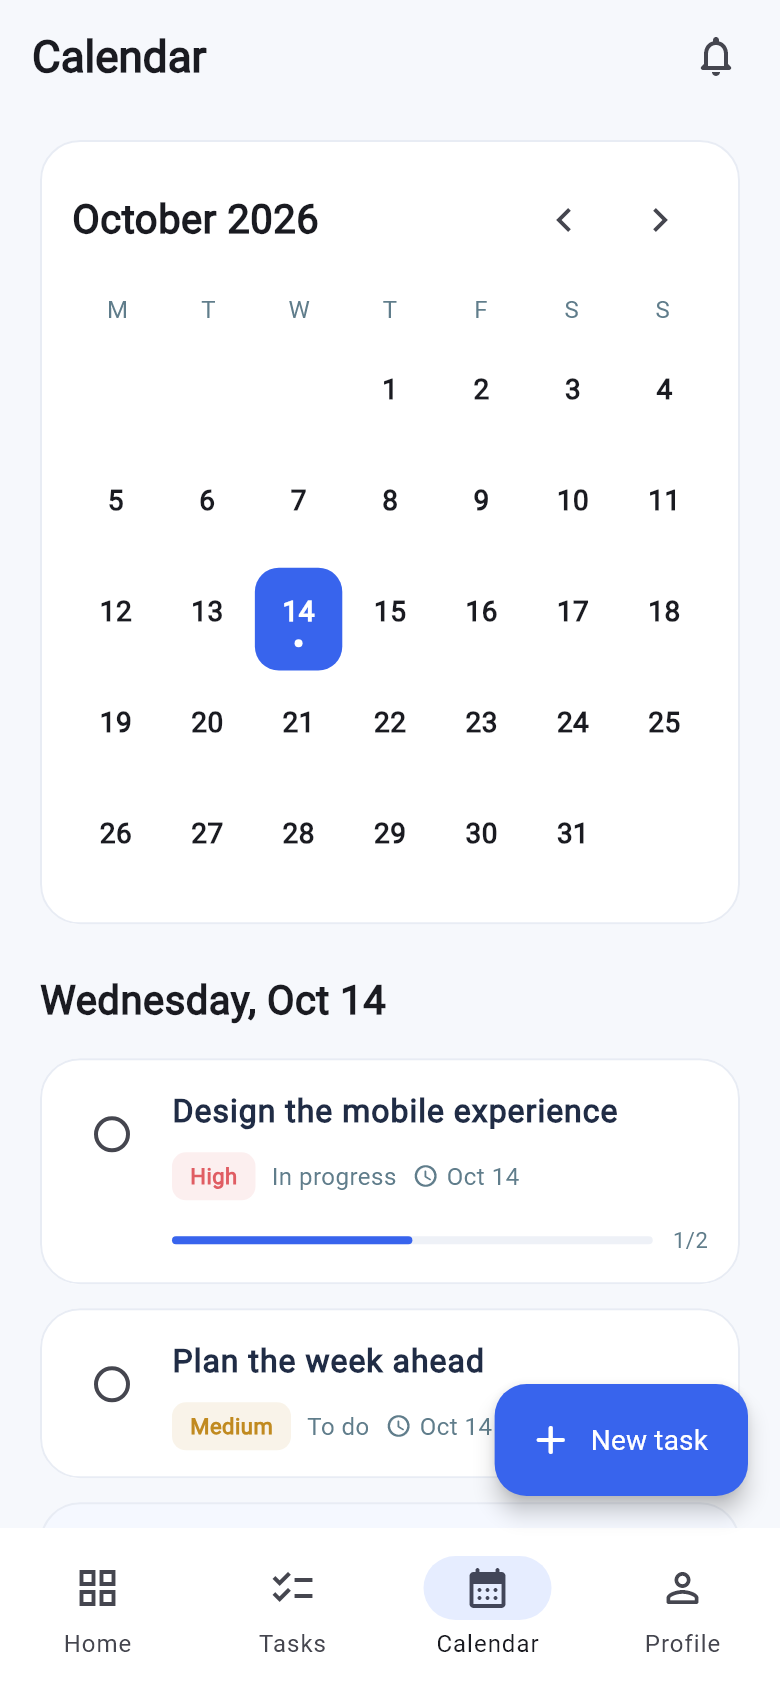 Calendar
October 2026
M T W T F S S
1 2 3 4
5 6 7 8 9 10 11
12 13 14 15 16 17 18
19 20 21 22 23 24 25
26 27 28 29 30 31
Wednesday, Oct 14
Design the mobile experience
High In progress Oct 14
1/2
Plan the week ahead
Medium To do Oct 14
New task
Home Tasks Calendar Profile